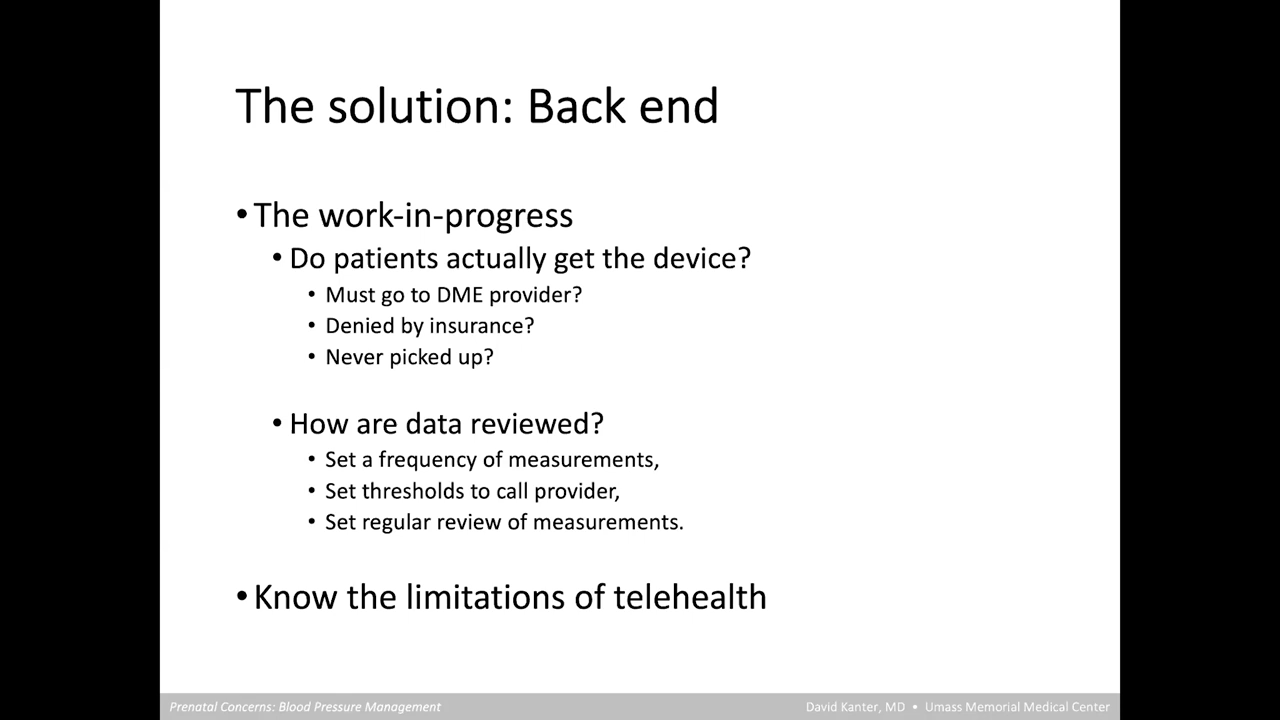 The solution: Back end
• The work-in-progress
• Do patients actually get the device?
• Must go to DME provider?
• Denied by insurance?
• Never picked up?
• How are data reviewed?
• Set a frequency of measurements,
• Set thresholds to call provider,
• Set regular review of measurements.
• Know the limitations of telehealth
Prenatal Concerns: Blood Pressure Management
David Kanter, MD • Umass Memorial Medical Center